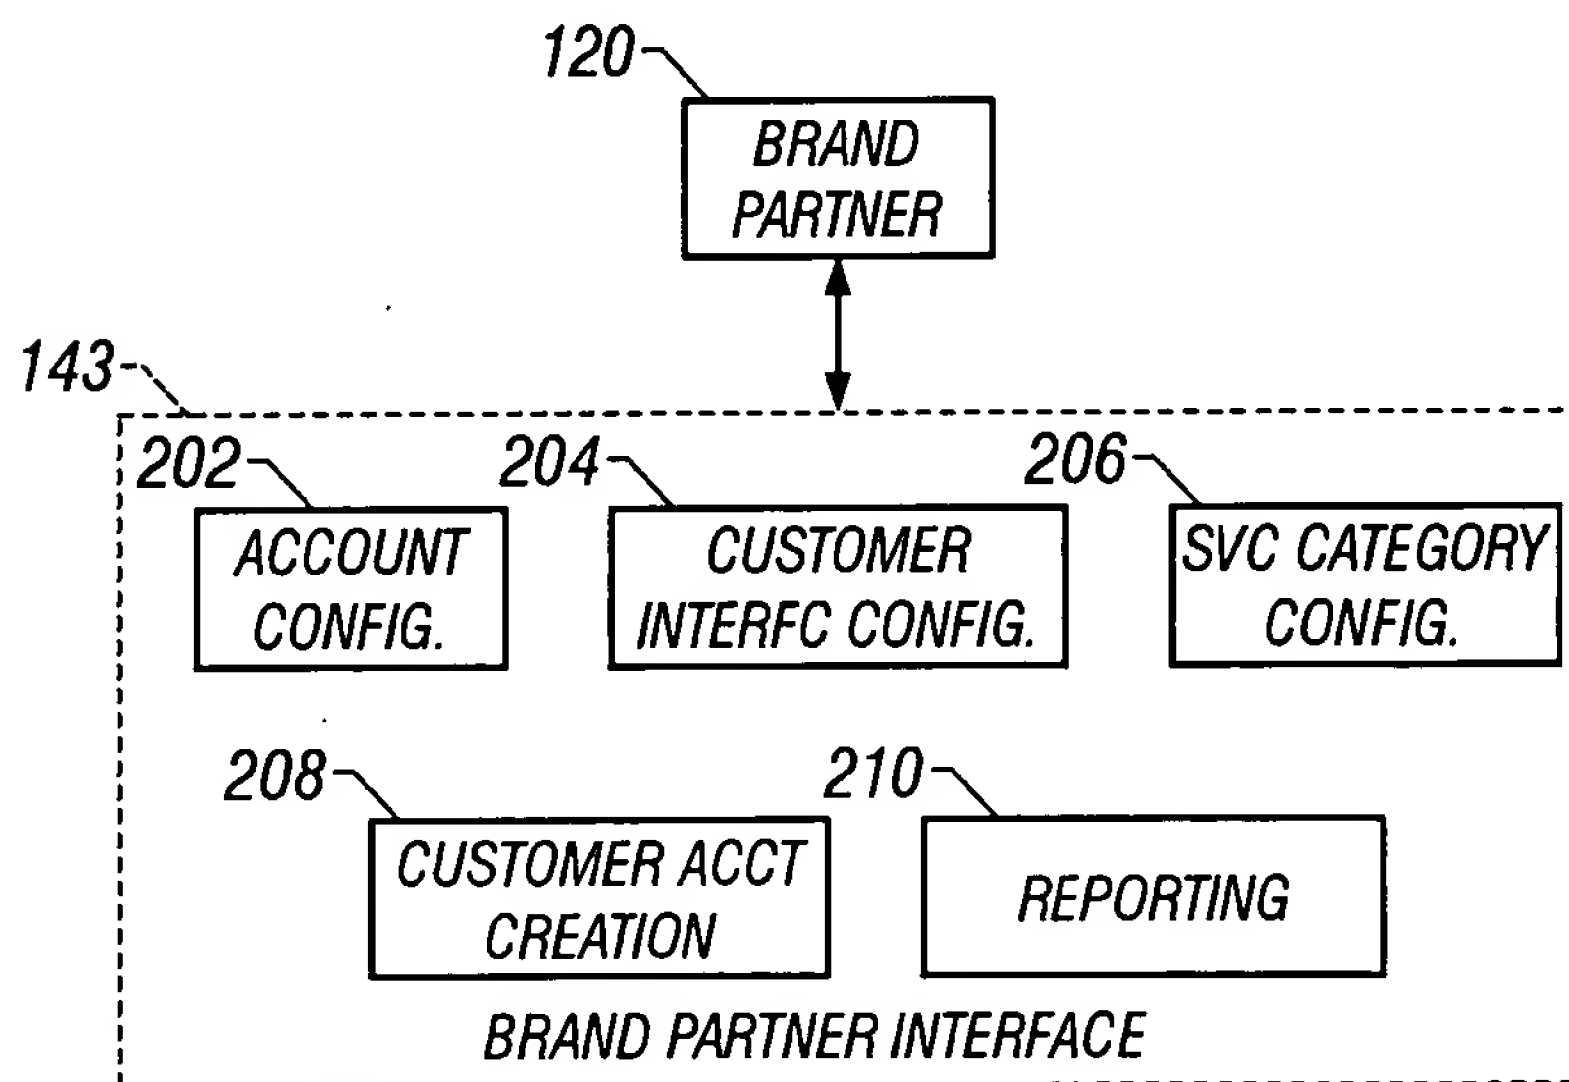 120
BRAND
PARTNER
143
202
204
206
ACCOUNT
CONFIG.
CUSTOMER
INTERFC CONFIG.
SVC CATEGORY
CONFIG.
208
210
CUSTOMER ACCT
CREATION
REPORTING
BRAND PARTNER INTERFACE